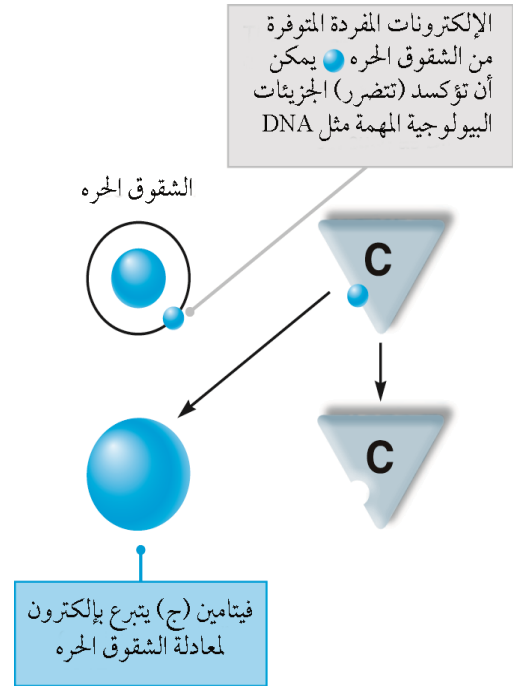 الإلكترونات المفردة المتوفرة
من الشقوق الحره يمكن
أن تؤكسد (تتضرر) الجزيئات
البيولوجية المهمة مثل DNA
الشقوق الحره
C
C
فيتامين (ج) يتبرع بإلكترون
لمعادلة الشقوق الحره